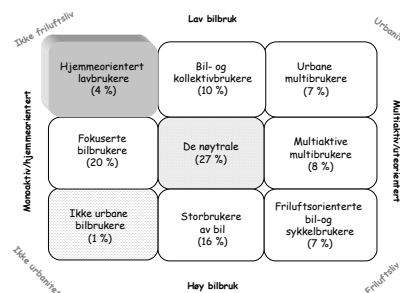 Lav bilbruk
Ikke friluftsliv
Urbanit
Hjemmeorientert
lavbrukere
(4 %)
Bil- og
kollektivbrukere
(10 %)
Urbane
multibrukere
(7 %)
Monoaktiv/hjemmeorientert
Fokuserte
bilbrukere
(20 %)
De nøytrale
(27 %)
Multiaktive
multibrukere
(8 %)
Multiaktiv/uteorientert
Ikke urbane
bilbrukere
(1 %)
Storbrukere
av bil
(16 %)
Friluftsorienterte
bil-og
sykkelbrukere
(7 %)
Ikke urbanitet
Høy bilbruk
Friluftsliv